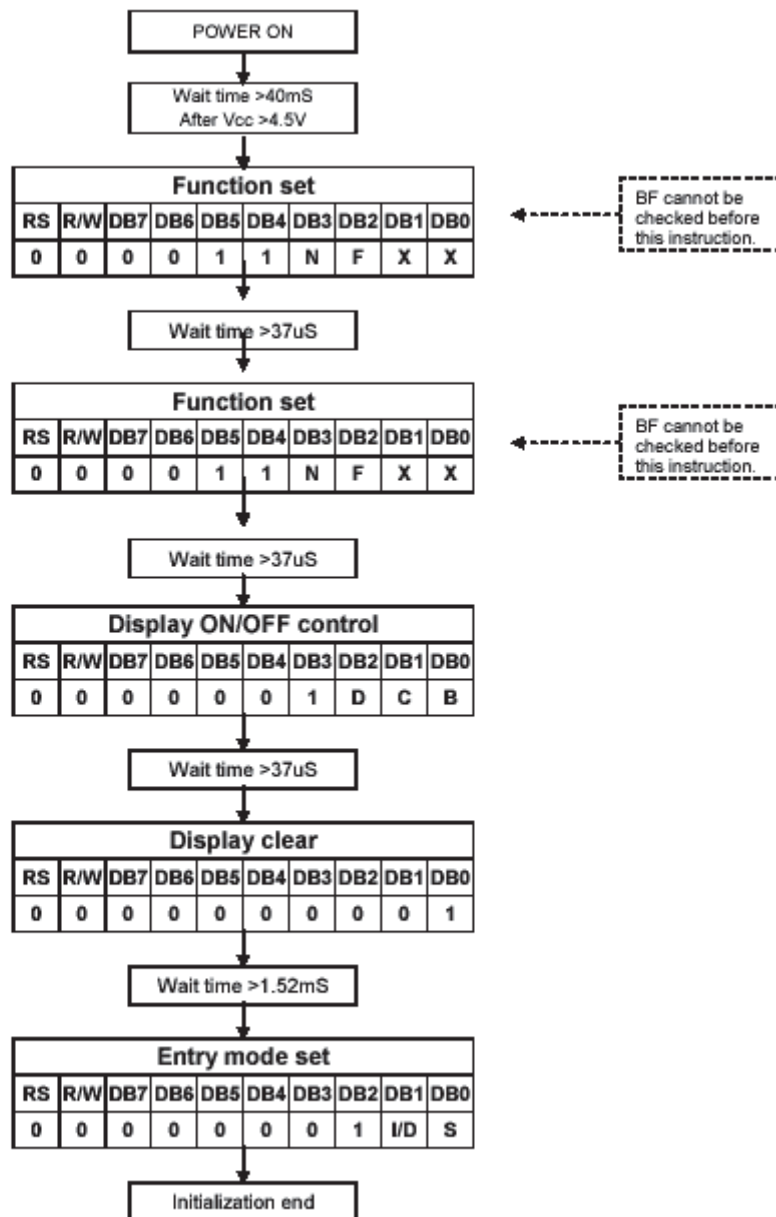 POWER ON
Wait time >40mS
After Vcc >4.5V
Function set
RS R/W DB7 DB6 DB5 DB4 DB3 DB2 DB1 DB0
0 0 0 0 1 1 N F X X
BF cannot be
checked before
this instruction.
Wait time >37uS
Function set
RS R/W DB7 DB6 DB5 DB4 DB3 DB2 DB1 DB0
0 0 0 0 1 1 N F X X
BF cannot be
checked before
this instruction.
Wait time >37uS
Display ON/OFF control
RS R/W DB7 DB6 DB5 DB4 DB3 DB2 DB1 DB0
0 0 0 0 0 0 1 D C B
Wait time >37uS
Display clear
RS R/W DB7 DB6 DB5 DB4 DB3 DB2 DB1 DB0
0 0 0 0 0 0 0 0 0 1
Wait time >1.52mS
Entry mode set
RS R/W DB7 DB6 DB5 DB4 DB3 DB2 DB1 DB0
0 0 0 0 0 0 0 1 I/D S
Initialization end